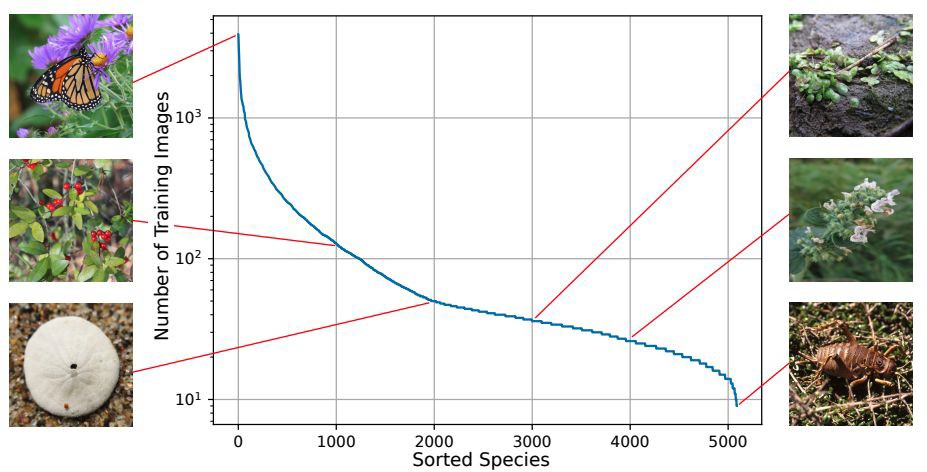 Number of Training Images
10³
10²
10¹
0 1000 2000 3000 4000 5000
Sorted Species